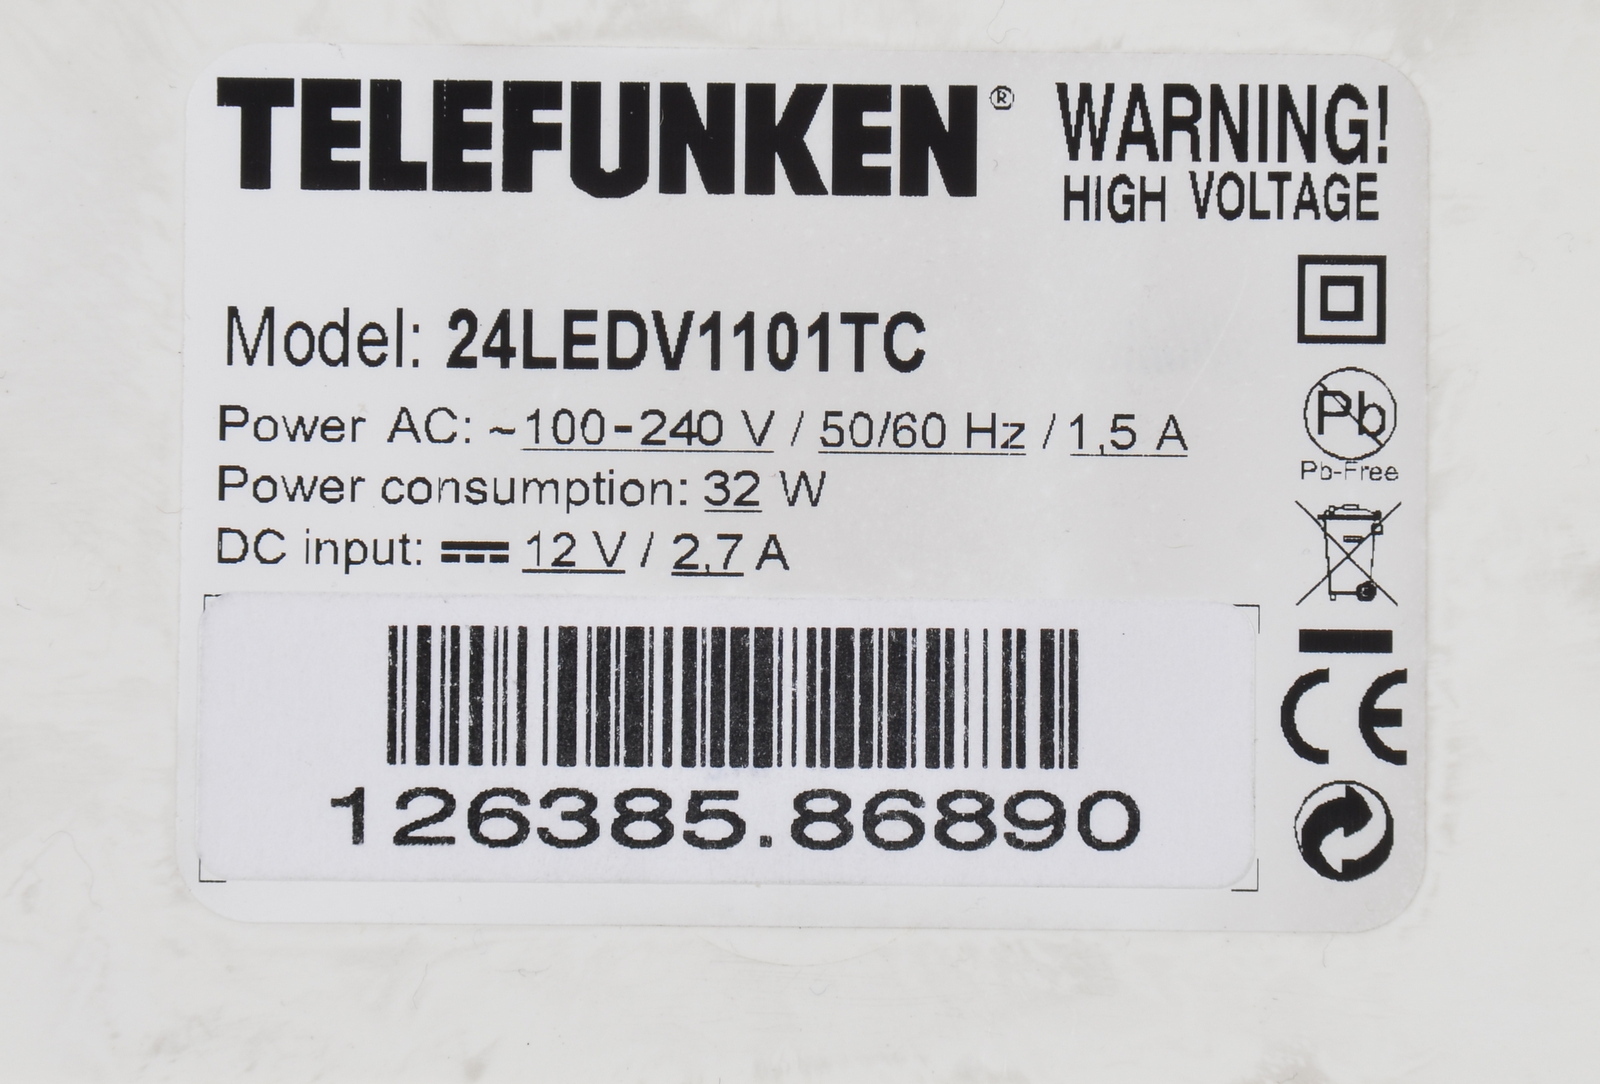 TELEFUNKEN®
WARNING!
HIGH VOLTAGE
Model: 24LEDV1101TC
Power AC: ~100-240 V / 50/60 Hz / 1,5 A
Power consumption: 32 W
DC input: ⎓ 12 V / 2,7 A
Pb
Pb-Free
CE
126385.86890